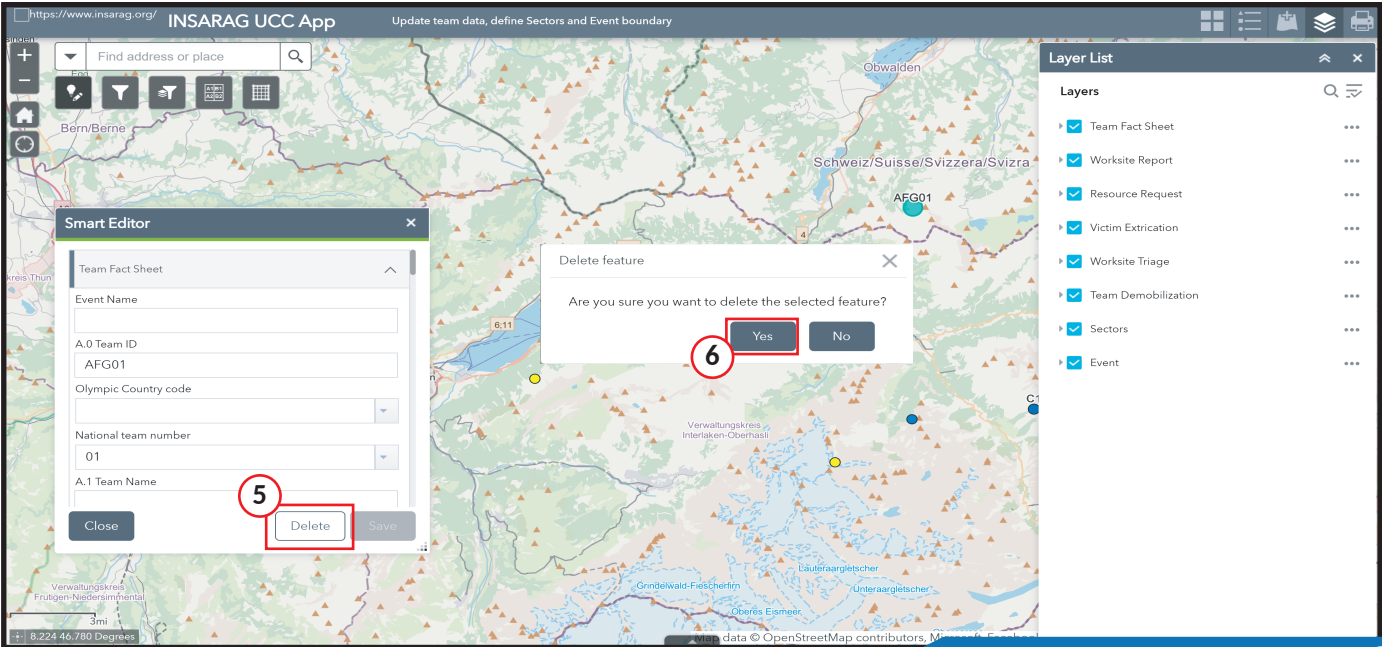 https://www.insarag.org/
INSARAG UCC App
Update team data, define Sectors and Event boundary
Find address or place
Bern/Berne
Obwalden
Schweiz/Suisse/Svizzera/Svizra
AFG01
4
6;11
Smart Editor
Team Fact Sheet
Event Name
A.0 Team ID
AFG01
Olympic Country code
National team number
01
A.1 Team Name
5
Close
Delete
Save
Delete feature
Are you sure you want to delete the selected feature?
6
Yes
No
Layer List
Layers
Team Fact Sheet
Worksite Report
Resource Request
Victim Extrication
Worksite Triage
Team Demobilization
Sectors
Event
kreis Thun
C1
Verwaltungskreis
Interlaken-Oberhasli
Lauteraargletscher
Grindelwald-Fiescherfirn
Unteraargletscher
Oberes Eismeer
Verwaltungskreis
Frutigen-Niedersimmental
3mi
8.224 46.780 Degrees
Map data © OpenStreetMap contributors, Microsoft, Facebook